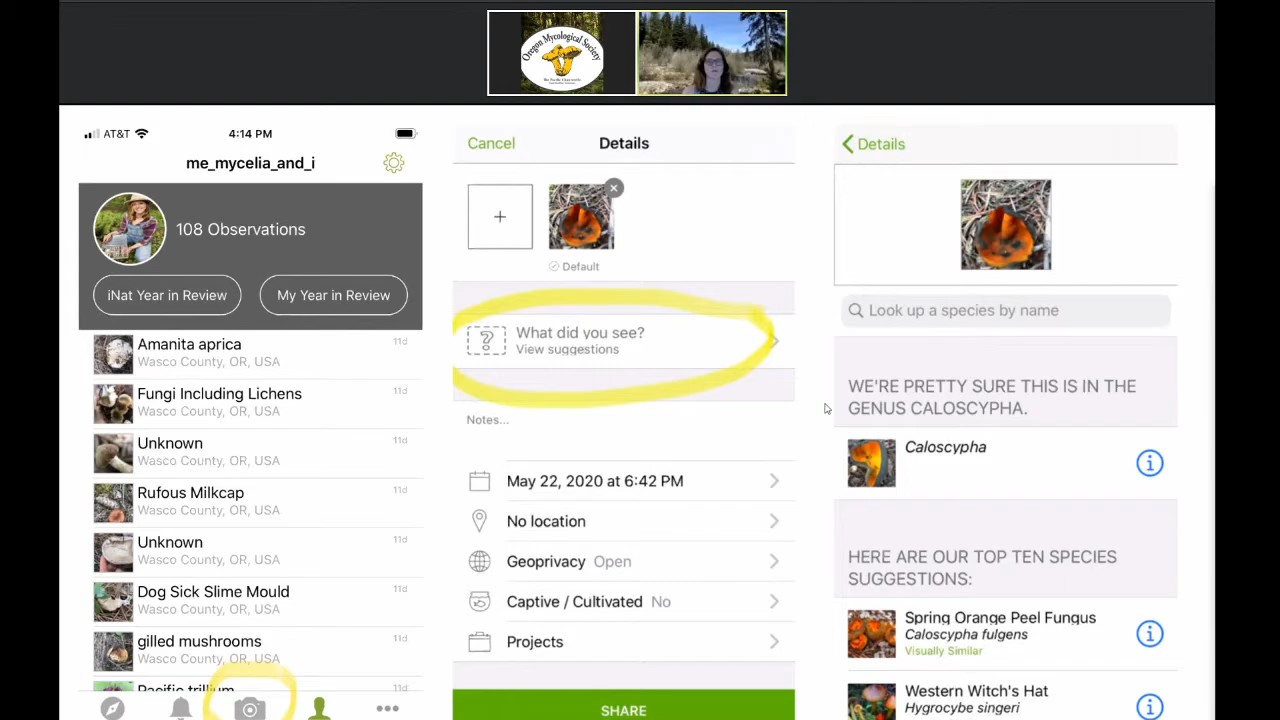 Oregon Mycological Society
AT&T
4:14 PM
me_mycelia_and_i
108 Observations
iNat Year in Review
My Year in Review
Amanita aprica
11d
Wasco County, OR, USA
Fungi Including Lichens
11d
Wasco County, OR, USA
Unknown
11d
Wasco County, OR, USA
Rufous Milkcap
11d
Wasco County, OR, USA
Unknown
11d
Wasco County, OR, USA
Dog Sick Slime Mould
11d
Wasco County, OR, USA
gilled mushrooms
11d
Wasco County, OR, USA
Pacific trillium
11d
Cancel
Details
Default
What did you see?
View suggestions
Notes...
May 22, 2020 at 6:42 PM
No location
Geoprivacy Open
Captive / Cultivated No
Projects
SHARE
Details
Look up a species by name
WE'RE PRETTY SURE THIS IS IN THE
GENUS CALOSCYPHA.
Caloscypha
HERE ARE OUR TOP TEN SPECIES
SUGGESTIONS:
Spring Orange Peel Fungus
Caloscypha fulgens
Visually Similar
Western Witch's Hat
Hygrocybe singeri